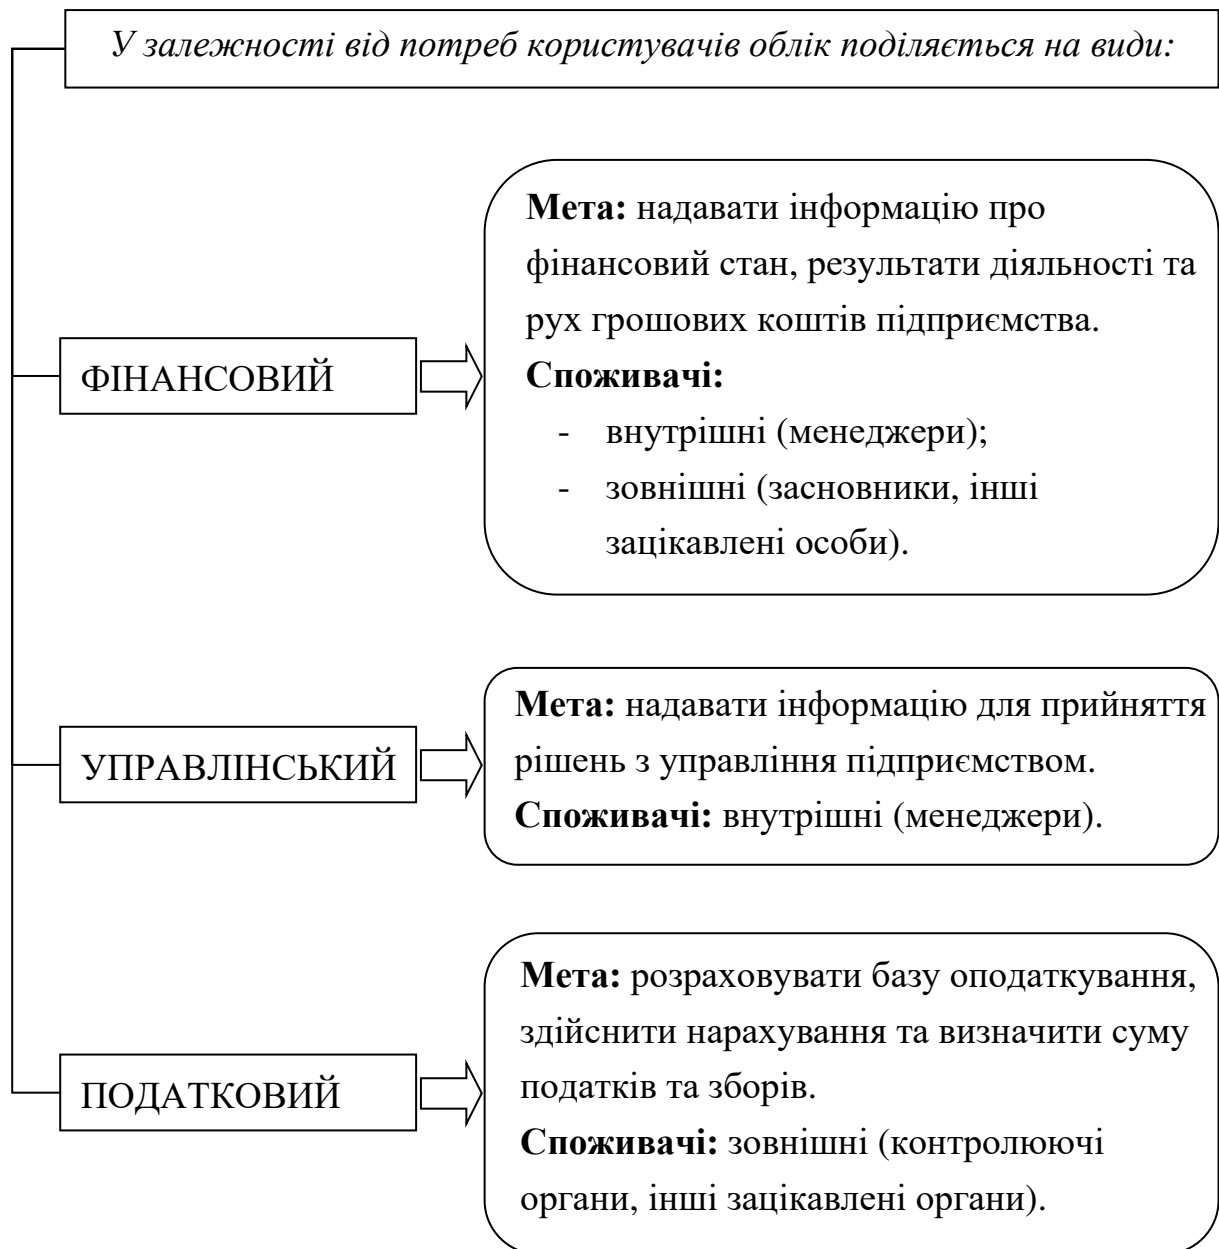 У залежності від потреб користувачів облік поділяється на види:
ФІНАНСОВИЙ
Мета: надавати інформацію про
фінансовий стан, результати діяльності та
рух грошових коштів підприємства.
Споживачі:
- внутрішні (менеджери);
- зовнішні (засновники, інші
зацікавлені особи).
УПРАВЛІНСЬКИЙ
Мета: надавати інформацію для прийняття
рішень з управління підприємством.
Споживачі: внутрішні (менеджери).
ПОДАТКОВИЙ
Мета: розраховувати базу оподаткування,
здійснити нарахування та визначити суму
податків та зборів.
Споживачі: зовнішні (контролюючі
органи, інші зацікавлені органи).